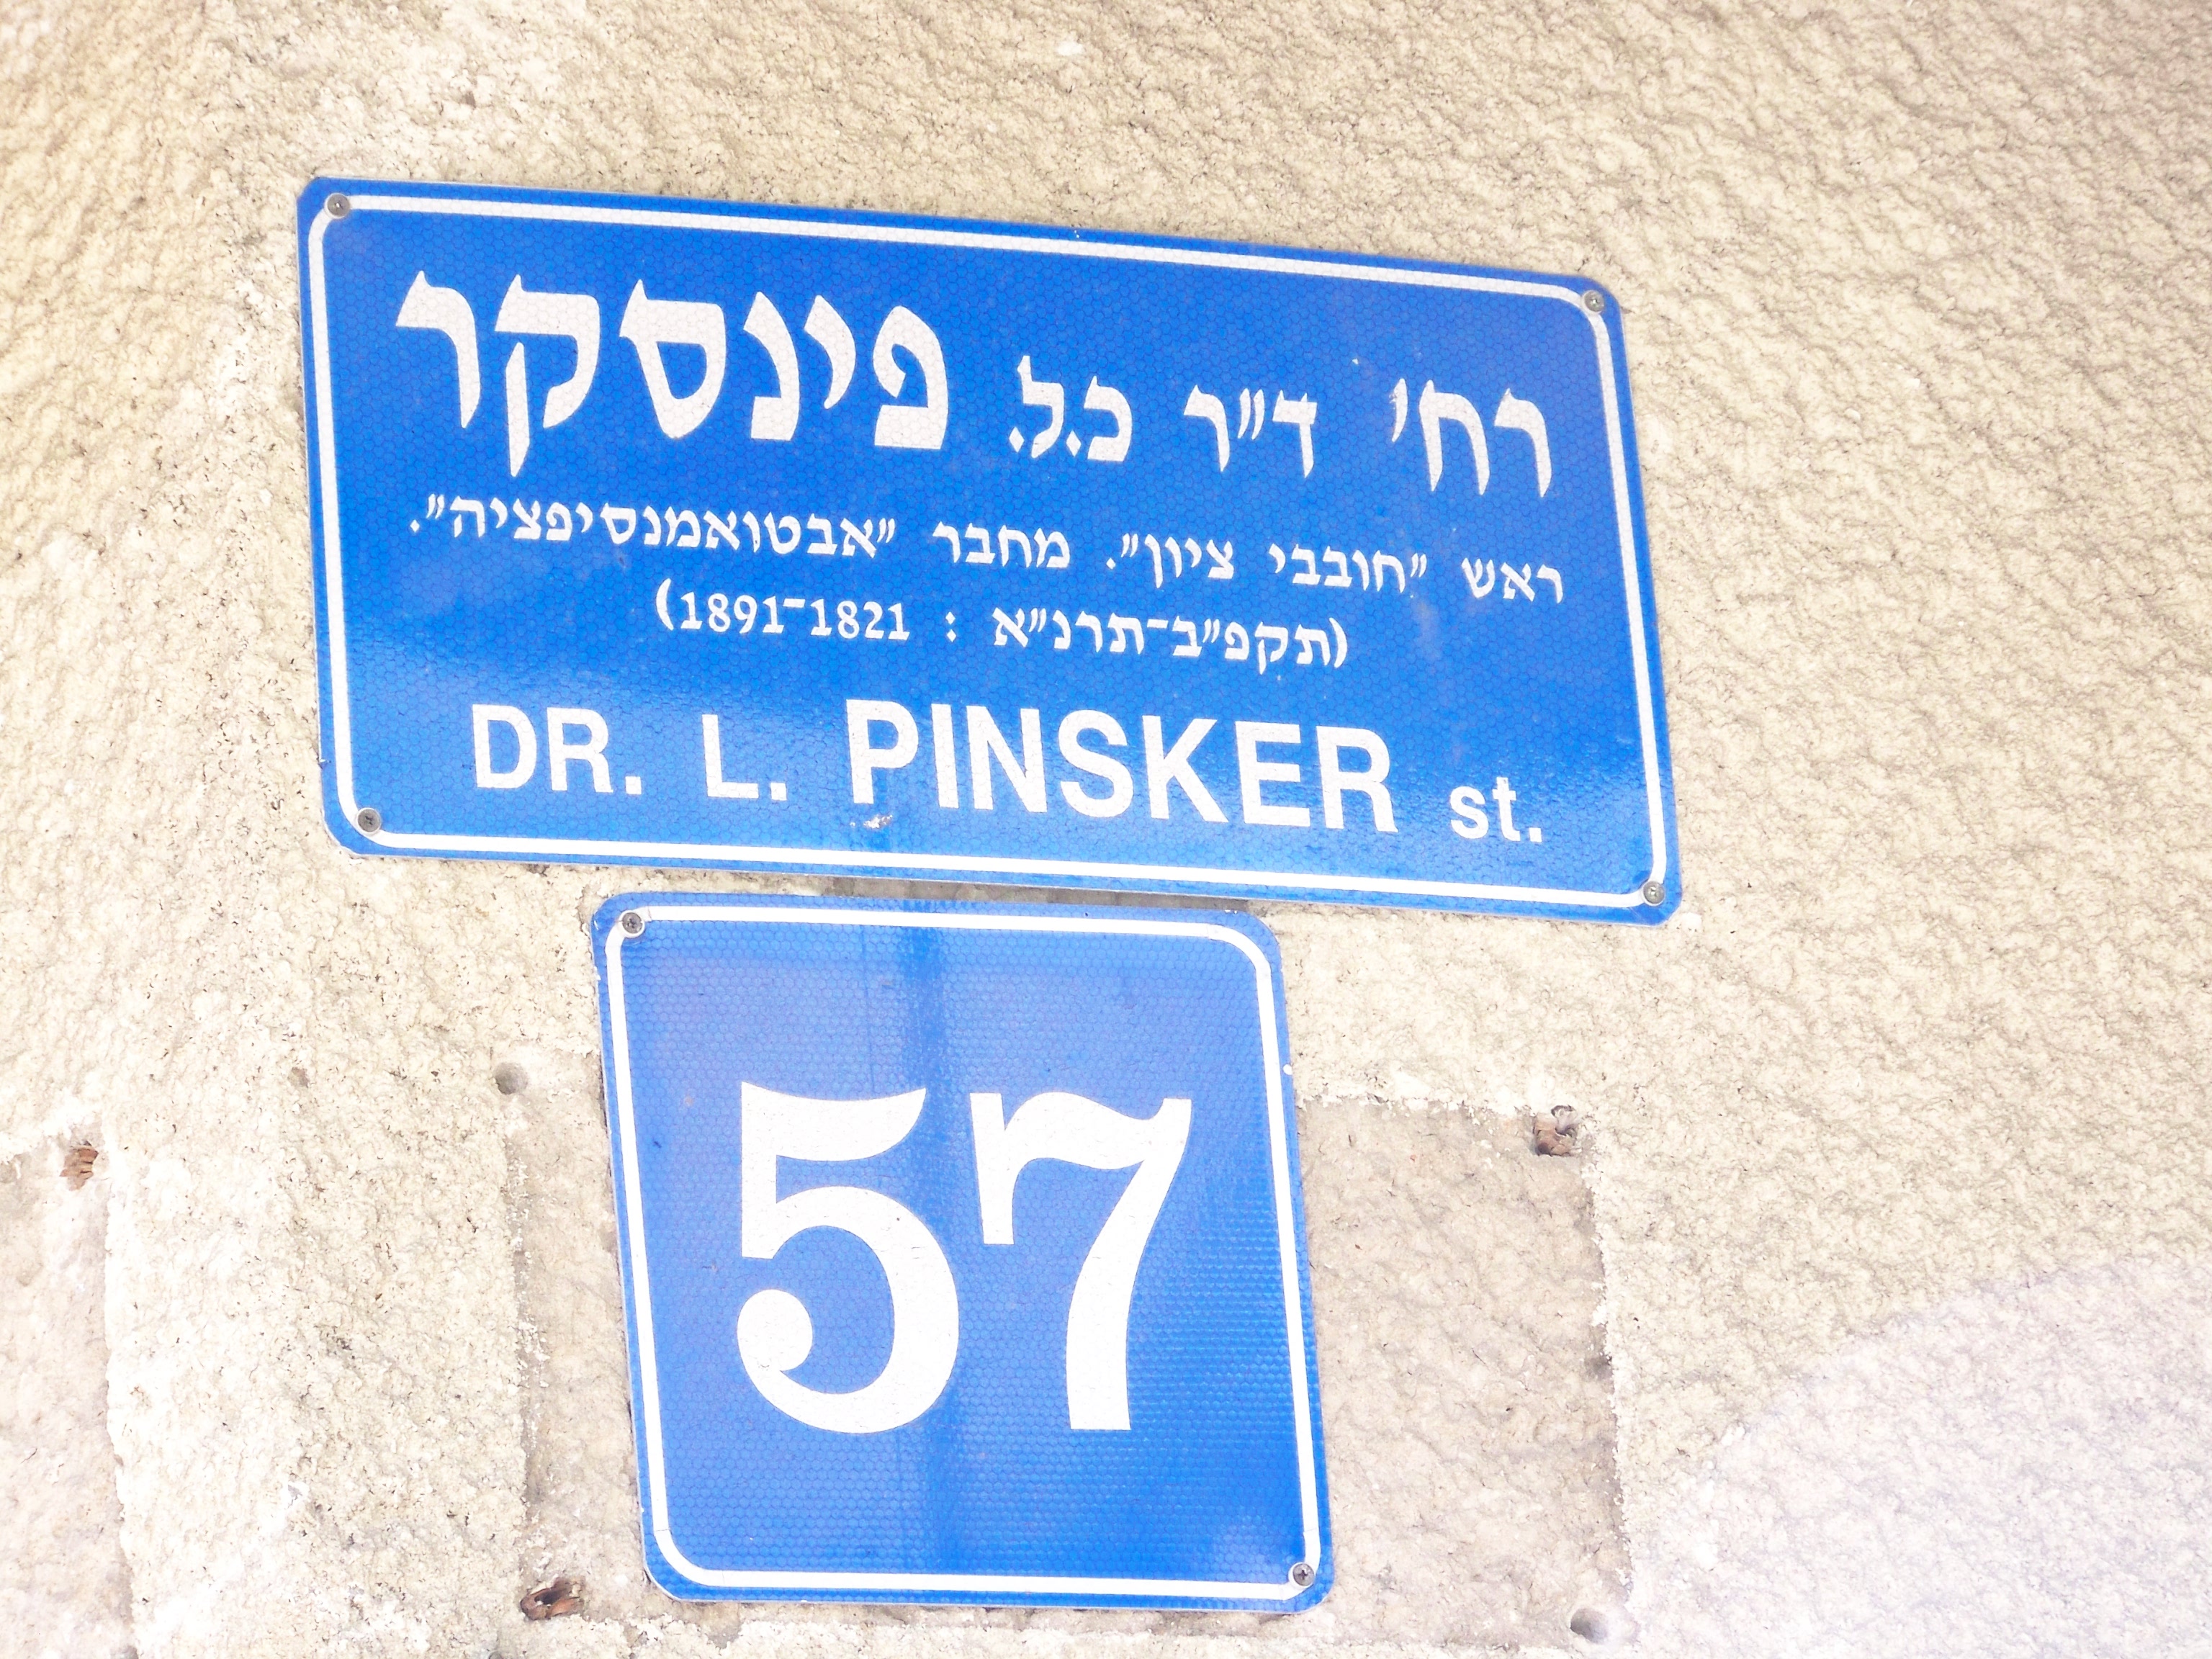 רח' ד"ר כ.ל. פינסקר
ראש "חובבי ציון". מחבר "אבטואמנסיפציה".
(תקפ"ב-תרנ"א : 1891-1821)
DR. L. PINSKER st.
57